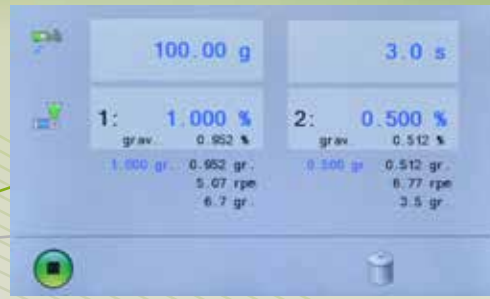 100.00 g 3.0 s
1: 1.000 % 2: 0.500 %
grav. 0.952 % grav. 0.512 %
1.000 gr. 0.952 gr. 0.500 gr 0.512 gr.
5.07 rpm 6.77 rpm
6.7 gr. 3.5 gr.